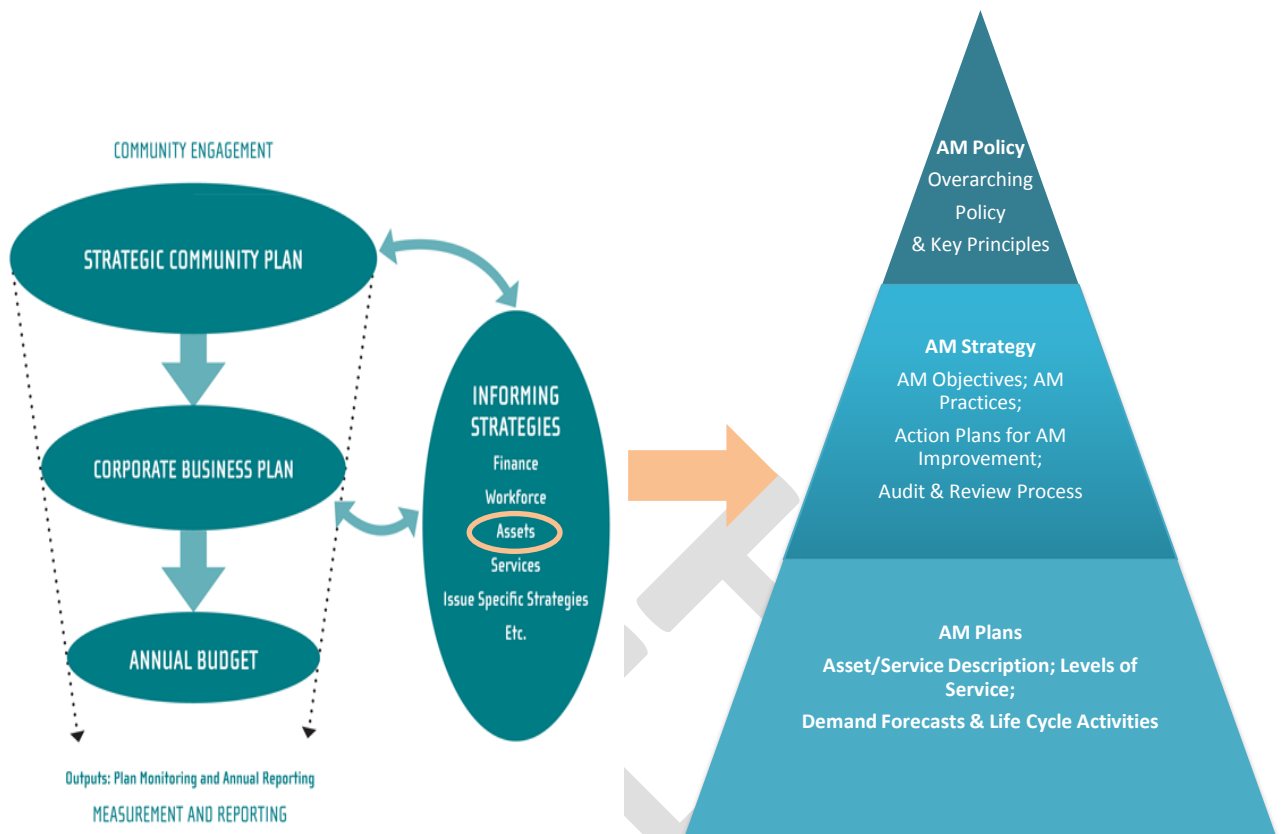 COMMUNITY ENGAGEMENT
STRATEGIC COMMUNITY PLAN
CORPORATE BUSINESS PLAN
ANNUAL BUDGET
Outputs: Plan Monitoring and Annual Reporting
MEASUREMENT AND REPORTING
INFORMING
STRATEGIES
Finance
Workforce
Assets
Services
Issue Specific Strategies
Etc.
AM Policy
Overarching
Policy
& Key Principles
AM Strategy
AM Objectives; AM
Practices;
Action Plans for AM
Improvement;
Audit & Review Process
AM Plans
Asset/Service Description; Levels of
Service;
Demand Forecasts & Life Cycle Activities